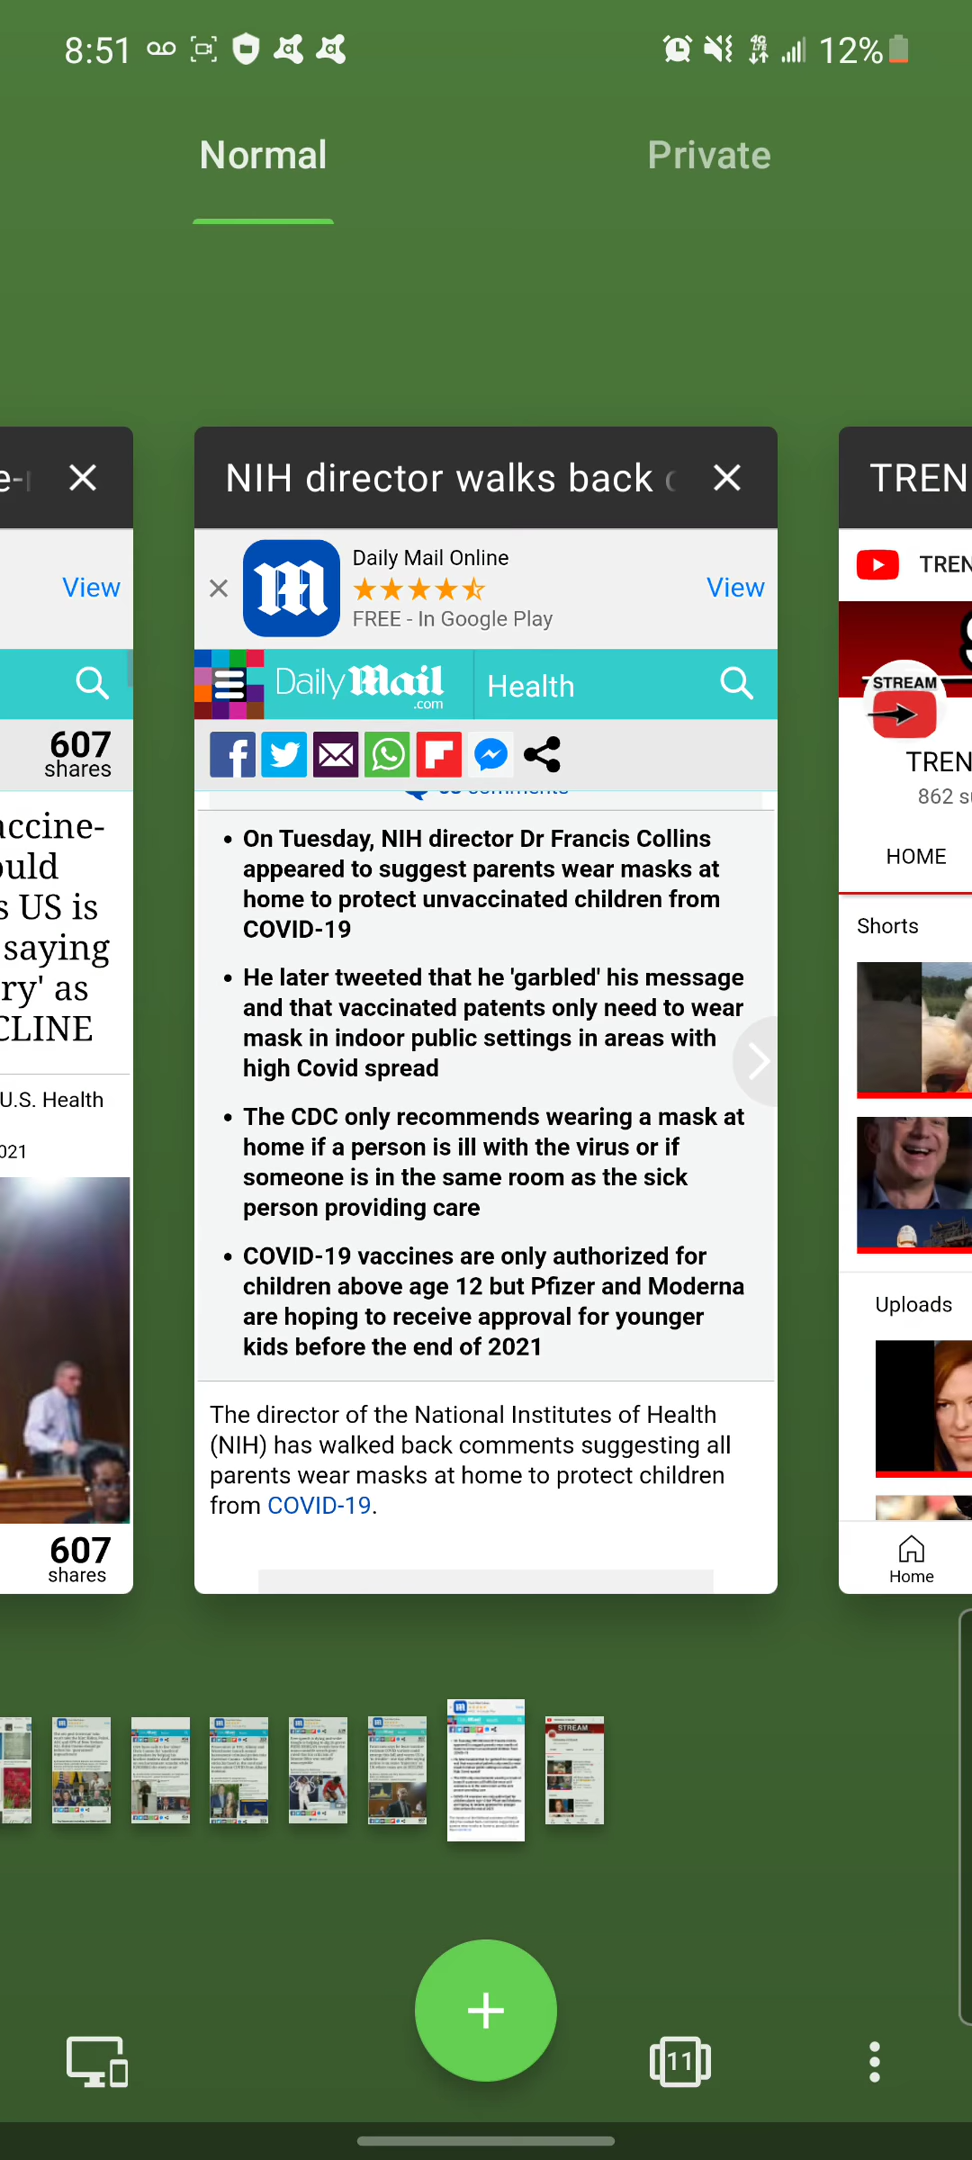 8:51
4G LTE
12%
Normal
Private
e-
View
607
shares
accine-
ould
s US is
saying
ry' as
CLINE
U.S. Health
021
607
shares
NIH director walks back
Daily Mail Online
FREE - In Google Play
View
Daily Mail
.com
Health
comments
• On Tuesday, NIH director Dr Francis Collins
appeared to suggest parents wear masks at
home to protect unvaccinated children from
COVID-19
• He later tweeted that he 'garbled' his message
and that vaccinated patents only need to wear
mask in indoor public settings in areas with
high Covid spread
• The CDC only recommends wearing a mask at
home if a person is ill with the virus or if
someone is in the same room as the sick
person providing care
• COVID-19 vaccines are only authorized for
children above age 12 but Pfizer and Moderna
are hoping to receive approval for younger
kids before the end of 2021
The director of the National Institutes of Health
(NIH) has walked back comments suggesting all
parents wear masks at home to protect children
from COVID-19.
TREN
TREN
STREAM
TREN
862 su
HOME
Shorts
Uploads
Home
STREAM
11